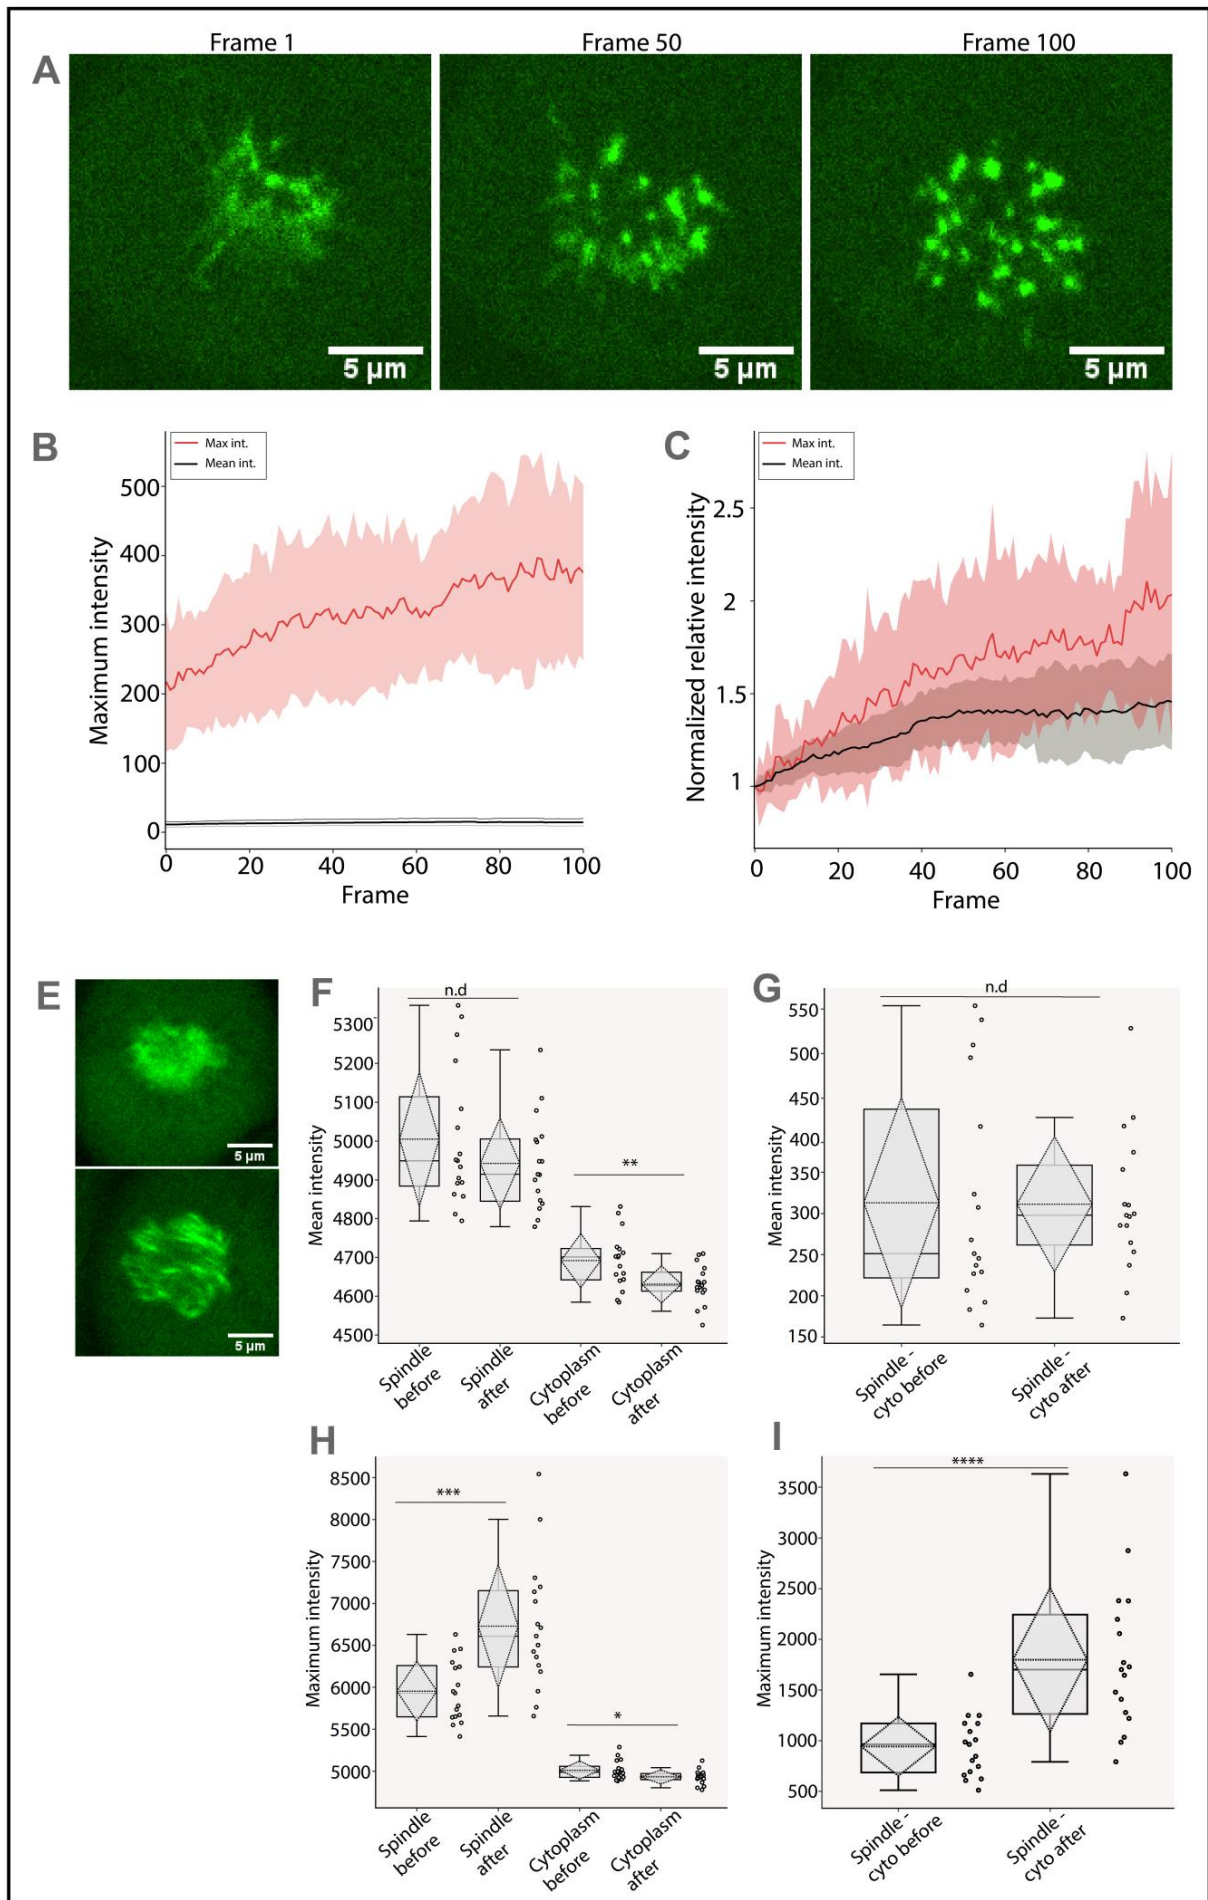 Frame 1 Frame 50 Frame 100
A
5 µm 5 µm 5 µm
B
Max int.
Mean int.
Maximum intensity
500
400
300
200
100
0
0 20 40 60 80 100
Frame
C
Max int.
Mean int.
Normalized relative intensity
2.5
2
1.5
1
0 20 40 60 80 100
Frame
E
5 µm
5 µm
F
n.d
**
Mean intensity
5300
5200
5100
5000
4900
4800
4700
4600
4500
Spindle
before
Spindle
after
Cytoplasm
before
Cytoplasm
after
G
n.d
Mean intensity
550
500
450
400
350
300
250
200
150
Spindle -
cyto before
Spindle -
cyto after
H
***
*
Maximum intensity
8500
8000
7500
7000
6500
6000
5500
5000
Spindle
before
Spindle
after
Cytoplasm
before
Cytoplasm
after
I
****
Maximum intensity
3500
3000
2500
2000
1500
1000
500
Spindle -
cyto before
Spindle -
cyto after